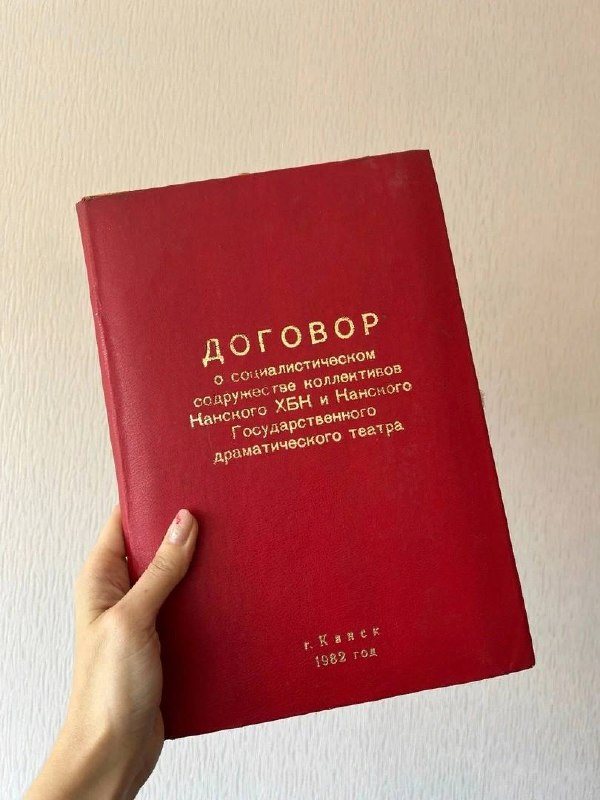 ДОГОВОР
о социалистическом
содружестве коллективов
Канского ХБК и Канского
Государственного
драматического театра
г. Канск
1982 год